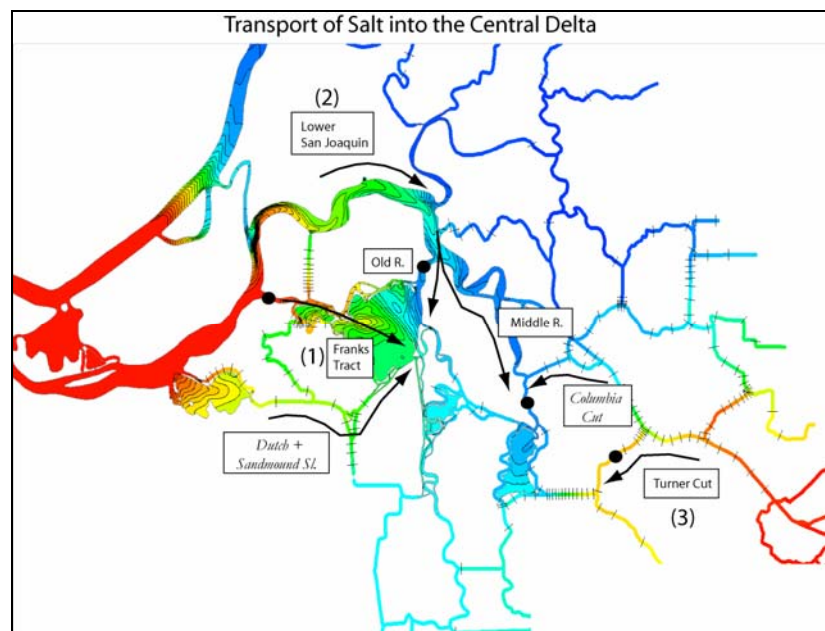 Transport of Salt into the Central Delta
(2)
Lower
San Joaquin
Old R.
Middle R.
(1)
Franks
Tract
Columbia
Cut
Dutch +
Sandmound Sl.
Turner Cut
(3)